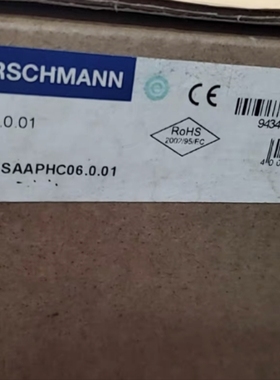 RSCHMANN
.0.01
SAAPHC06.0.01
CE
RoHS
2002/95/EC
9434